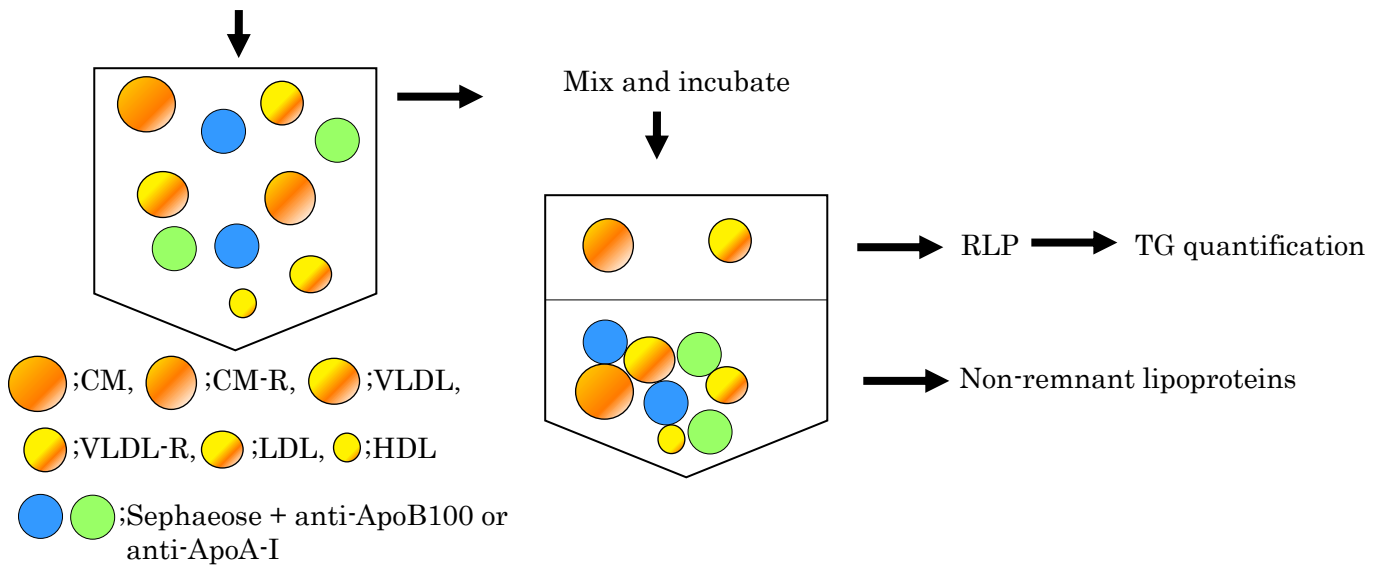 Mix and incubate
RLP
TG quantification
Non-remnant lipoproteins
;CM, ;CM-R, ;VLDL,
;VLDL-R, ;LDL, ;HDL
;Sephaeose + anti-ApoB100 or
anti-ApoA-I